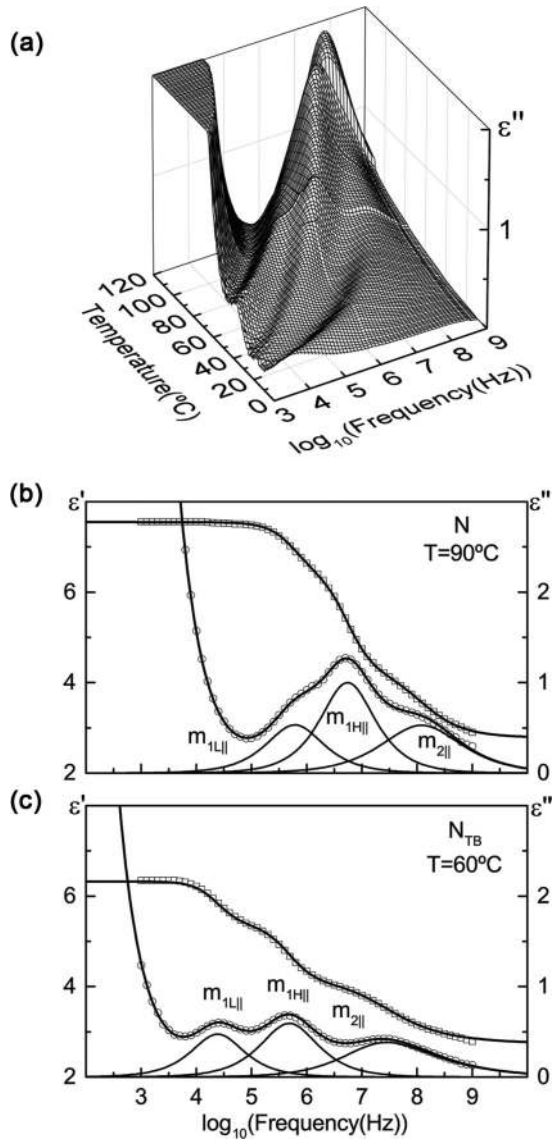 (a)
ε"
1
120
100
80
60
40
20
0
Temperature(ºC)
3 4 5 6 7 8 9
log10(Frequency(Hz))
(b)
ε' ε"
N
T=90ºC
6 2
4 1
2 0
m1L||
m1H||
m2||
(c)
ε' ε"
NTB
T=60ºC
6 2
4 1
2 0
m1L||
m1H||
m2||
3 4 5 6 7 8 9
log10(Frequency(Hz))